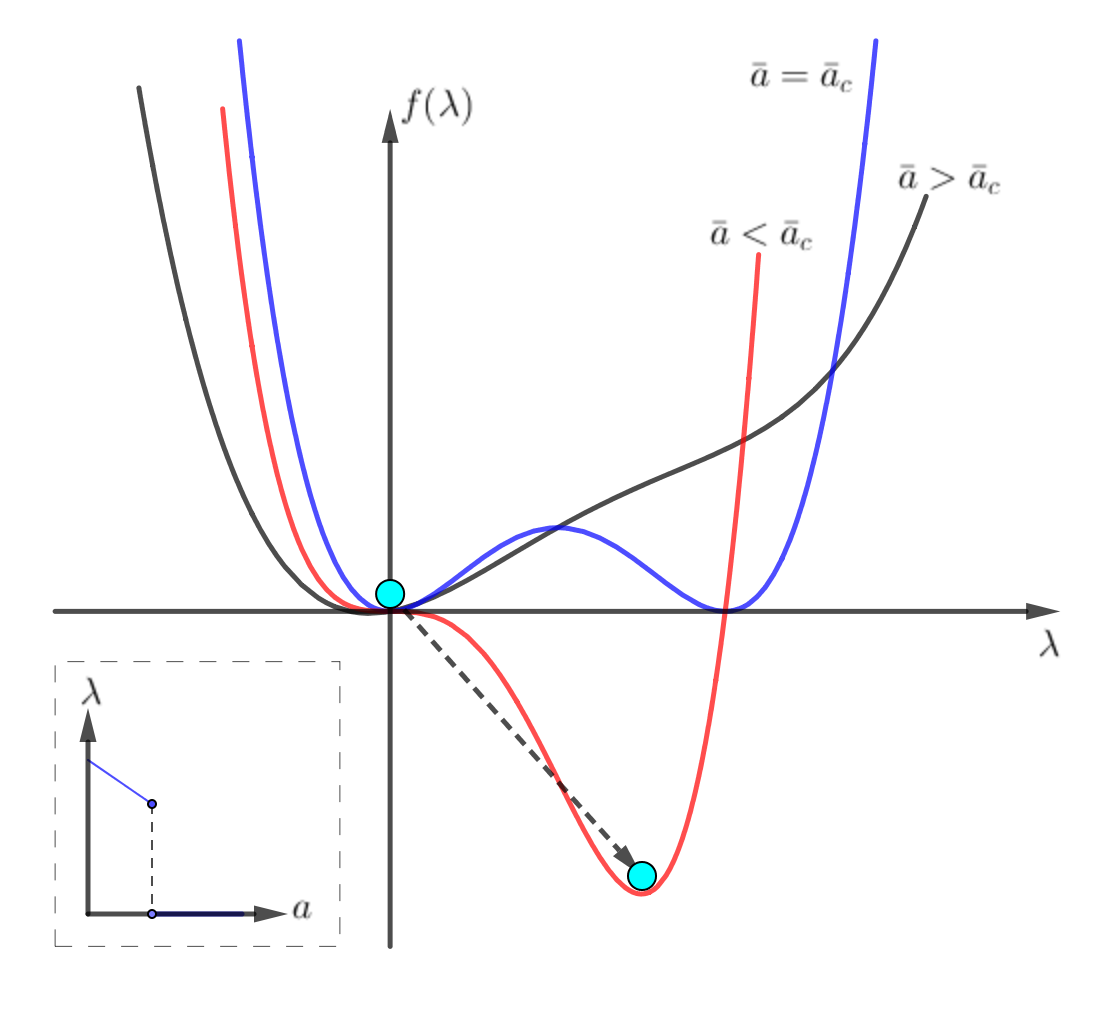 ā = ā_c
f(λ)
ā > ā_c
ā < ā_c
λ
λ
a